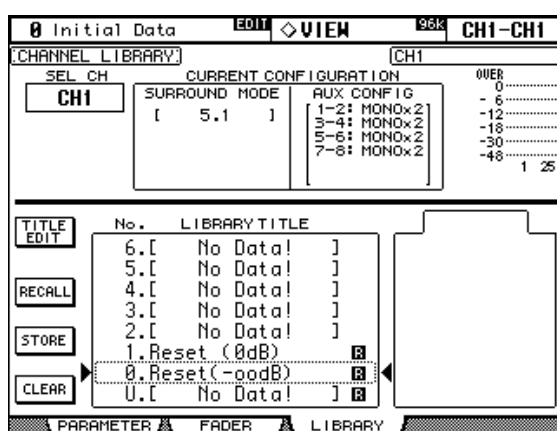 0 Initial Data EDIT ◇VIEW 96K CH1-CH1
CHANNEL LIBRARY CH1
SEL CH
CH1
CURRENT CONFIGURATION
SURROUND MODE
[ 5.1 ]
AUX CONFIG
[ 1-2: MONOx2 ]
3-4: MONOx2
5-6: MONOx2
7-8: MONOx2
OVER
0
- 6
-12
-18
-30
-48
1 25
TITLE EDIT
RECALL
STORE
CLEAR
No. LIBRARY TITLE
6.[ No Data! ]
5.[ No Data! ]
4.[ No Data! ]
3.[ No Data! ]
2.[ No Data! ]
1.Reset (0dB) R
0.Reset(-oodB) R
U.[ No Data! ] R
PARAMETER FADER LIBRARY